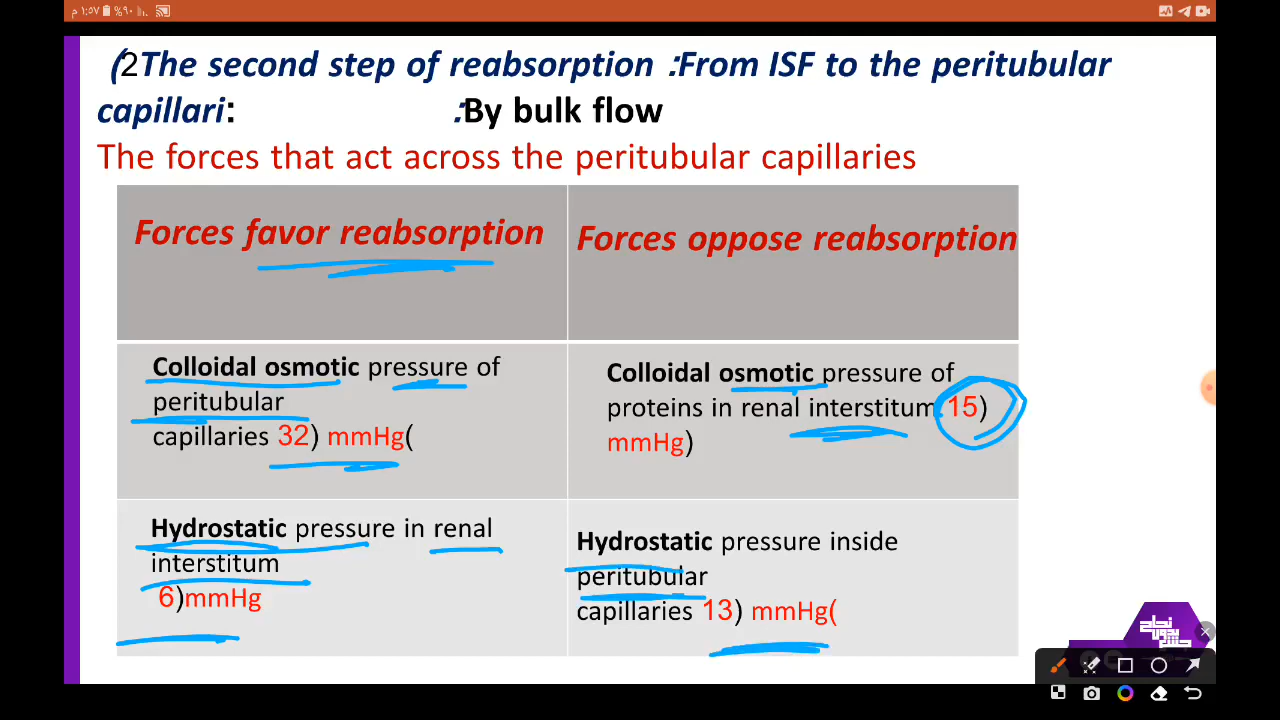 ١:٥٧ م
%٩٠
(2The second step of reabsorption :From ISF to the peritubular
capillari: :By bulk flow
The forces that act across the peritubular capillaries
Forces favor reabsorption
Forces oppose reabsorption
Colloidal osmotic pressure of
peritubular
capillaries 32) mmHg(
Colloidal osmotic pressure of
proteins in renal interstitum 15)
mmHg)
Hydrostatic pressure in renal
interstitum
6)mmHg
Hydrostatic pressure inside
peritubular
capillaries 13) mmHg(